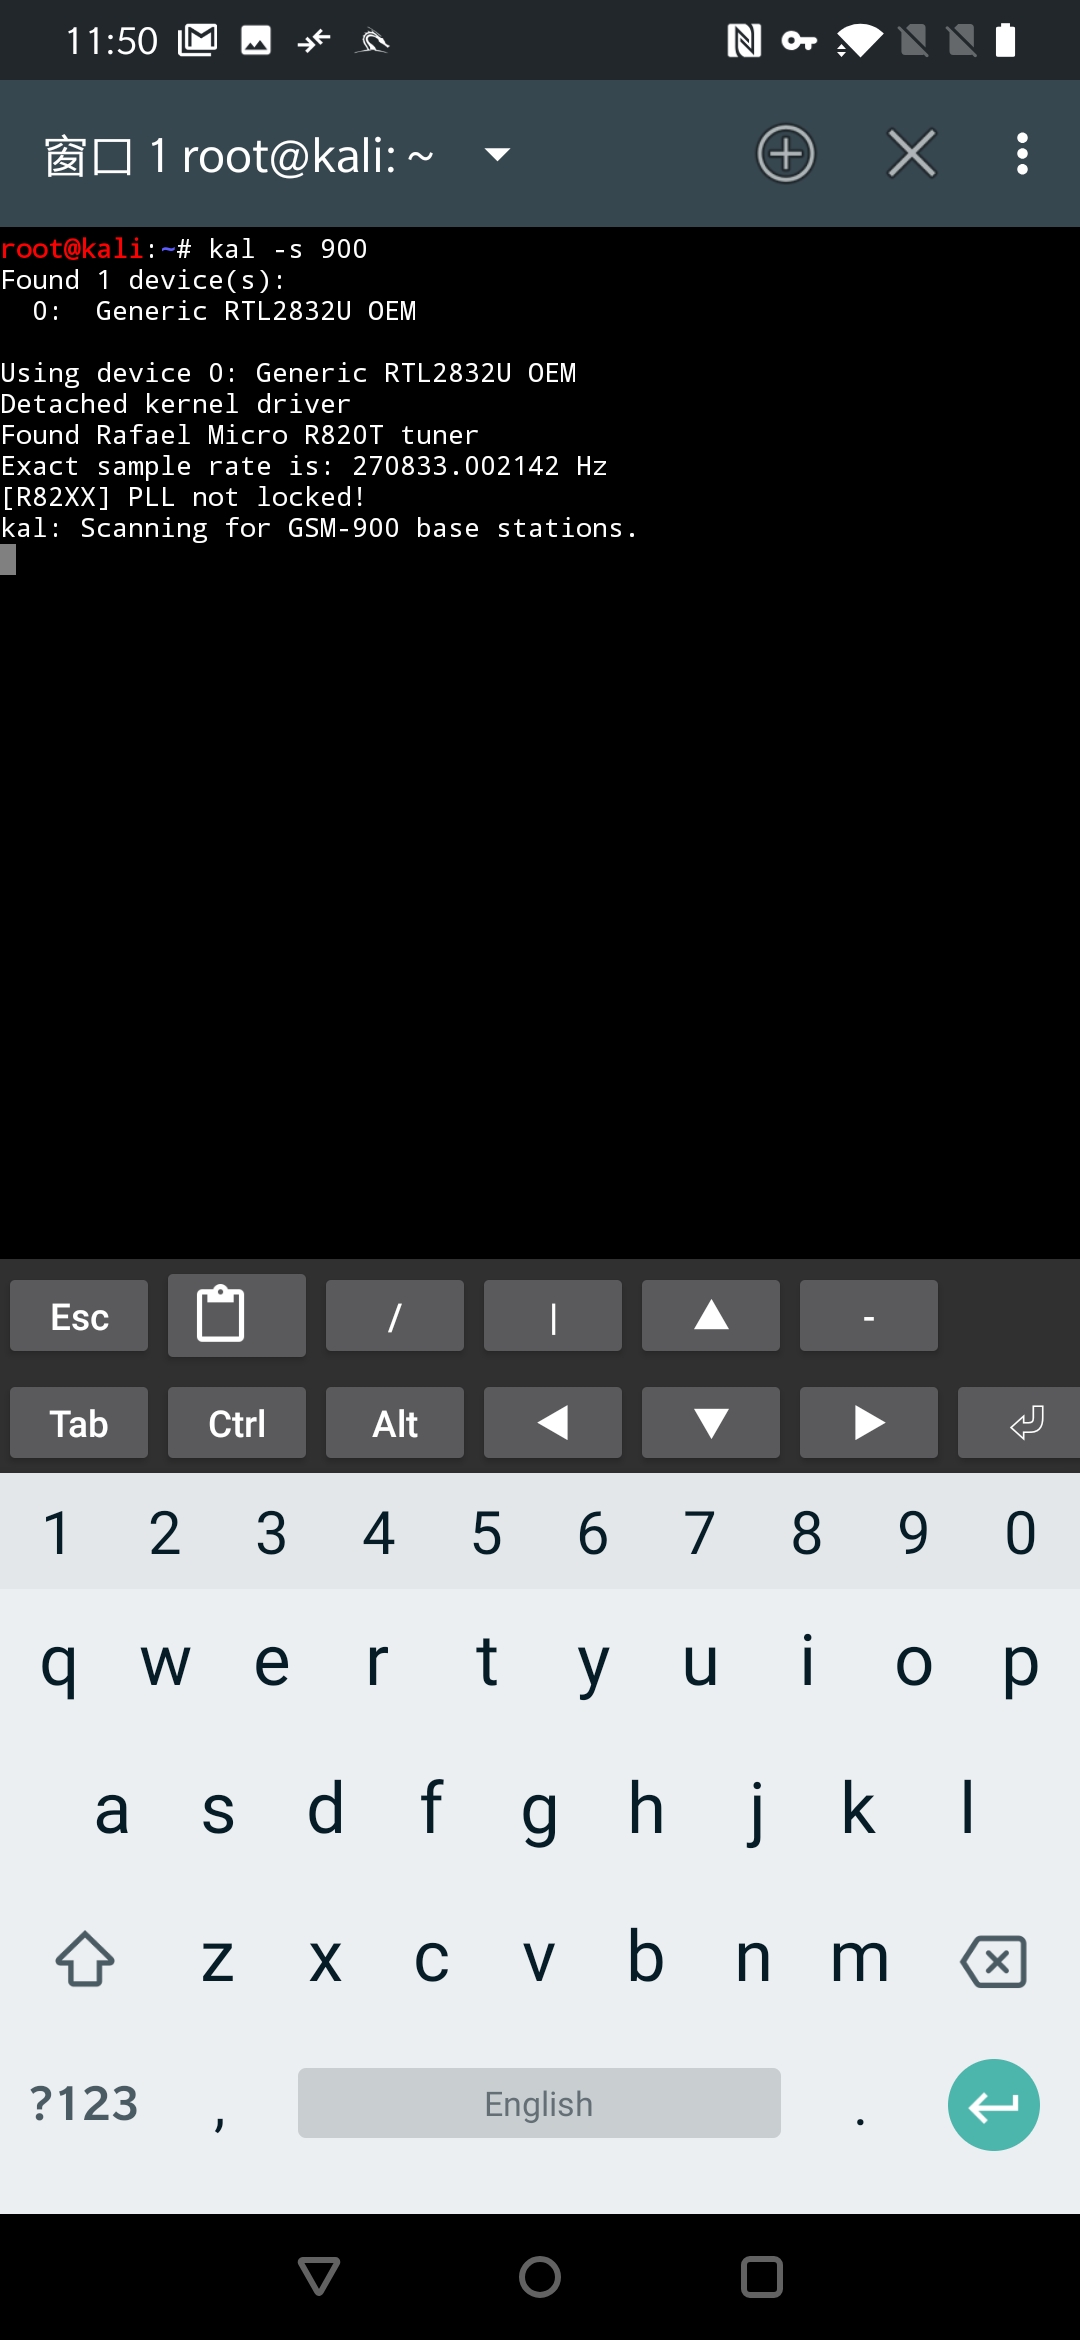 11:50
窗口 1 root@kali: ~
root@kali:~# kal -s 900
Found 1 device(s):
  0:  Generic RTL2832U OEM
Using device 0: Generic RTL2832U OEM
Detached kernel driver
Found Rafael Micro R820T tuner
Exact sample rate is: 270833.002142 Hz
[R82XX] PLL not locked!
kal: Scanning for GSM-900 base stations.
Esc / | ▲ -
Tab Ctrl Alt ◀ ▼ ▶
1 2 3 4 5 6 7 8 9 0
q w e r t y u i o p
a s d f g h j k l
z x c v b n m
?123 , English .